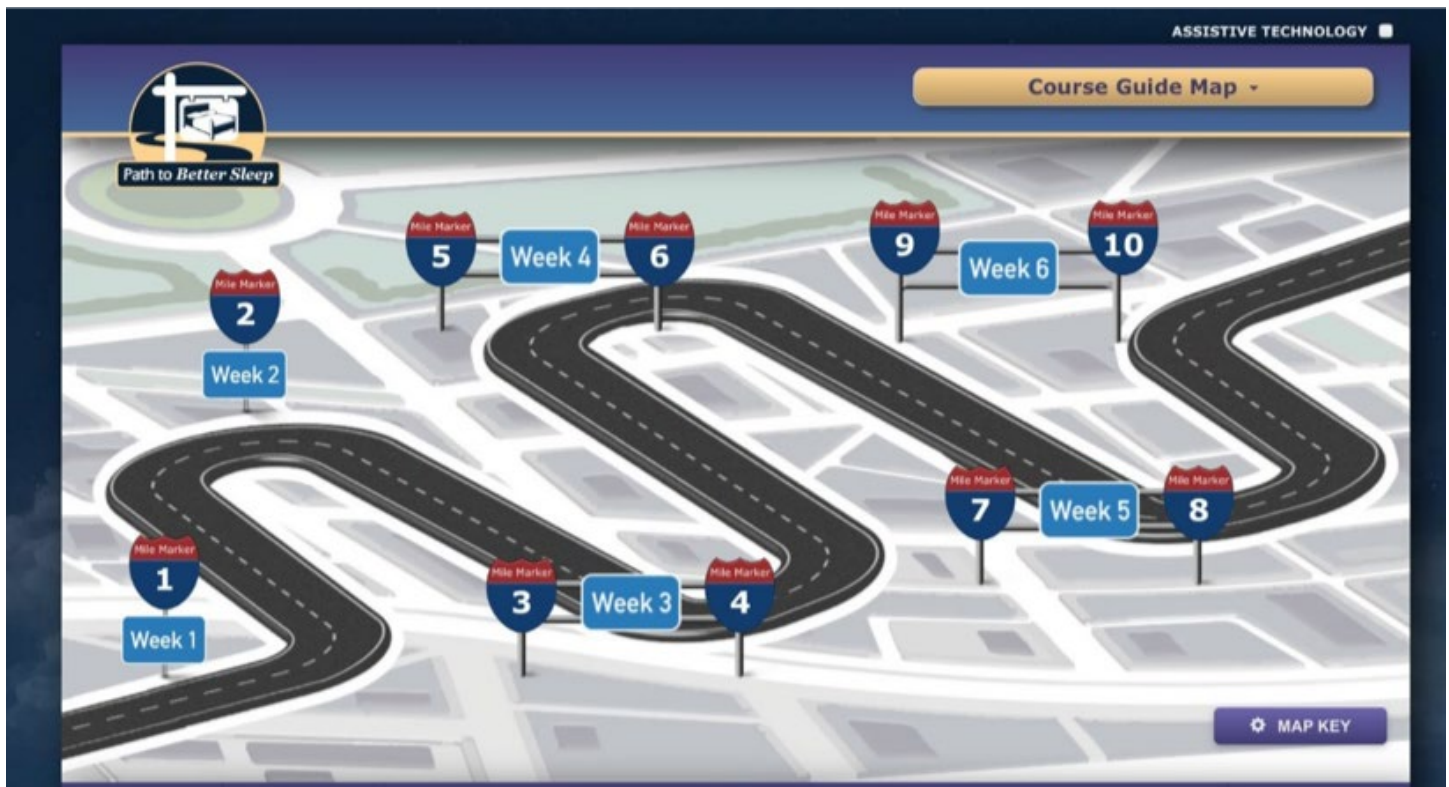 ASSISTIVE TECHNOLOGY
Course Guide Map
Path to Better Sleep
Mile Marker
1
Week 1
Mile Marker
2
Week 2
Mile Marker
3
Week 3
Mile Marker
4
Mile Marker
5
Week 4
Mile Marker
6
Mile Marker
7
Week 5
Mile Marker
8
Mile Marker
9
Week 6
Mile Marker
10
MAP KEY